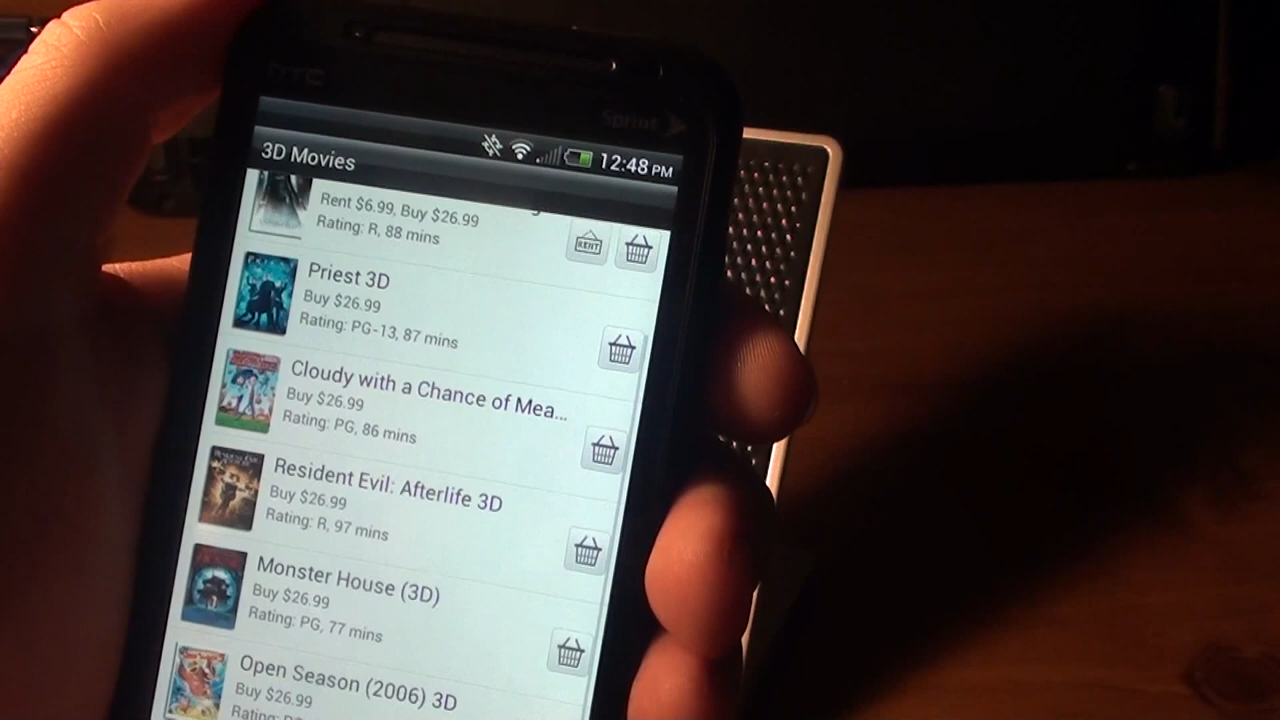 hTC
Sprint
12:48 PM
3D Movies
Rent $6.99, Buy $26.99
Rating: R, 88 mins
RENT
Priest 3D
Buy $26.99
Rating: PG-13, 87 mins
Cloudy with a Chance of Mea...
Buy $26.99
Rating: PG, 86 mins
Resident Evil: Afterlife 3D
Buy $26.99
Rating: R, 97 mins
Monster House (3D)
Buy $26.99
Rating: PG, 77 mins
Open Season (2006) 3D
Buy $26.99
Rating: